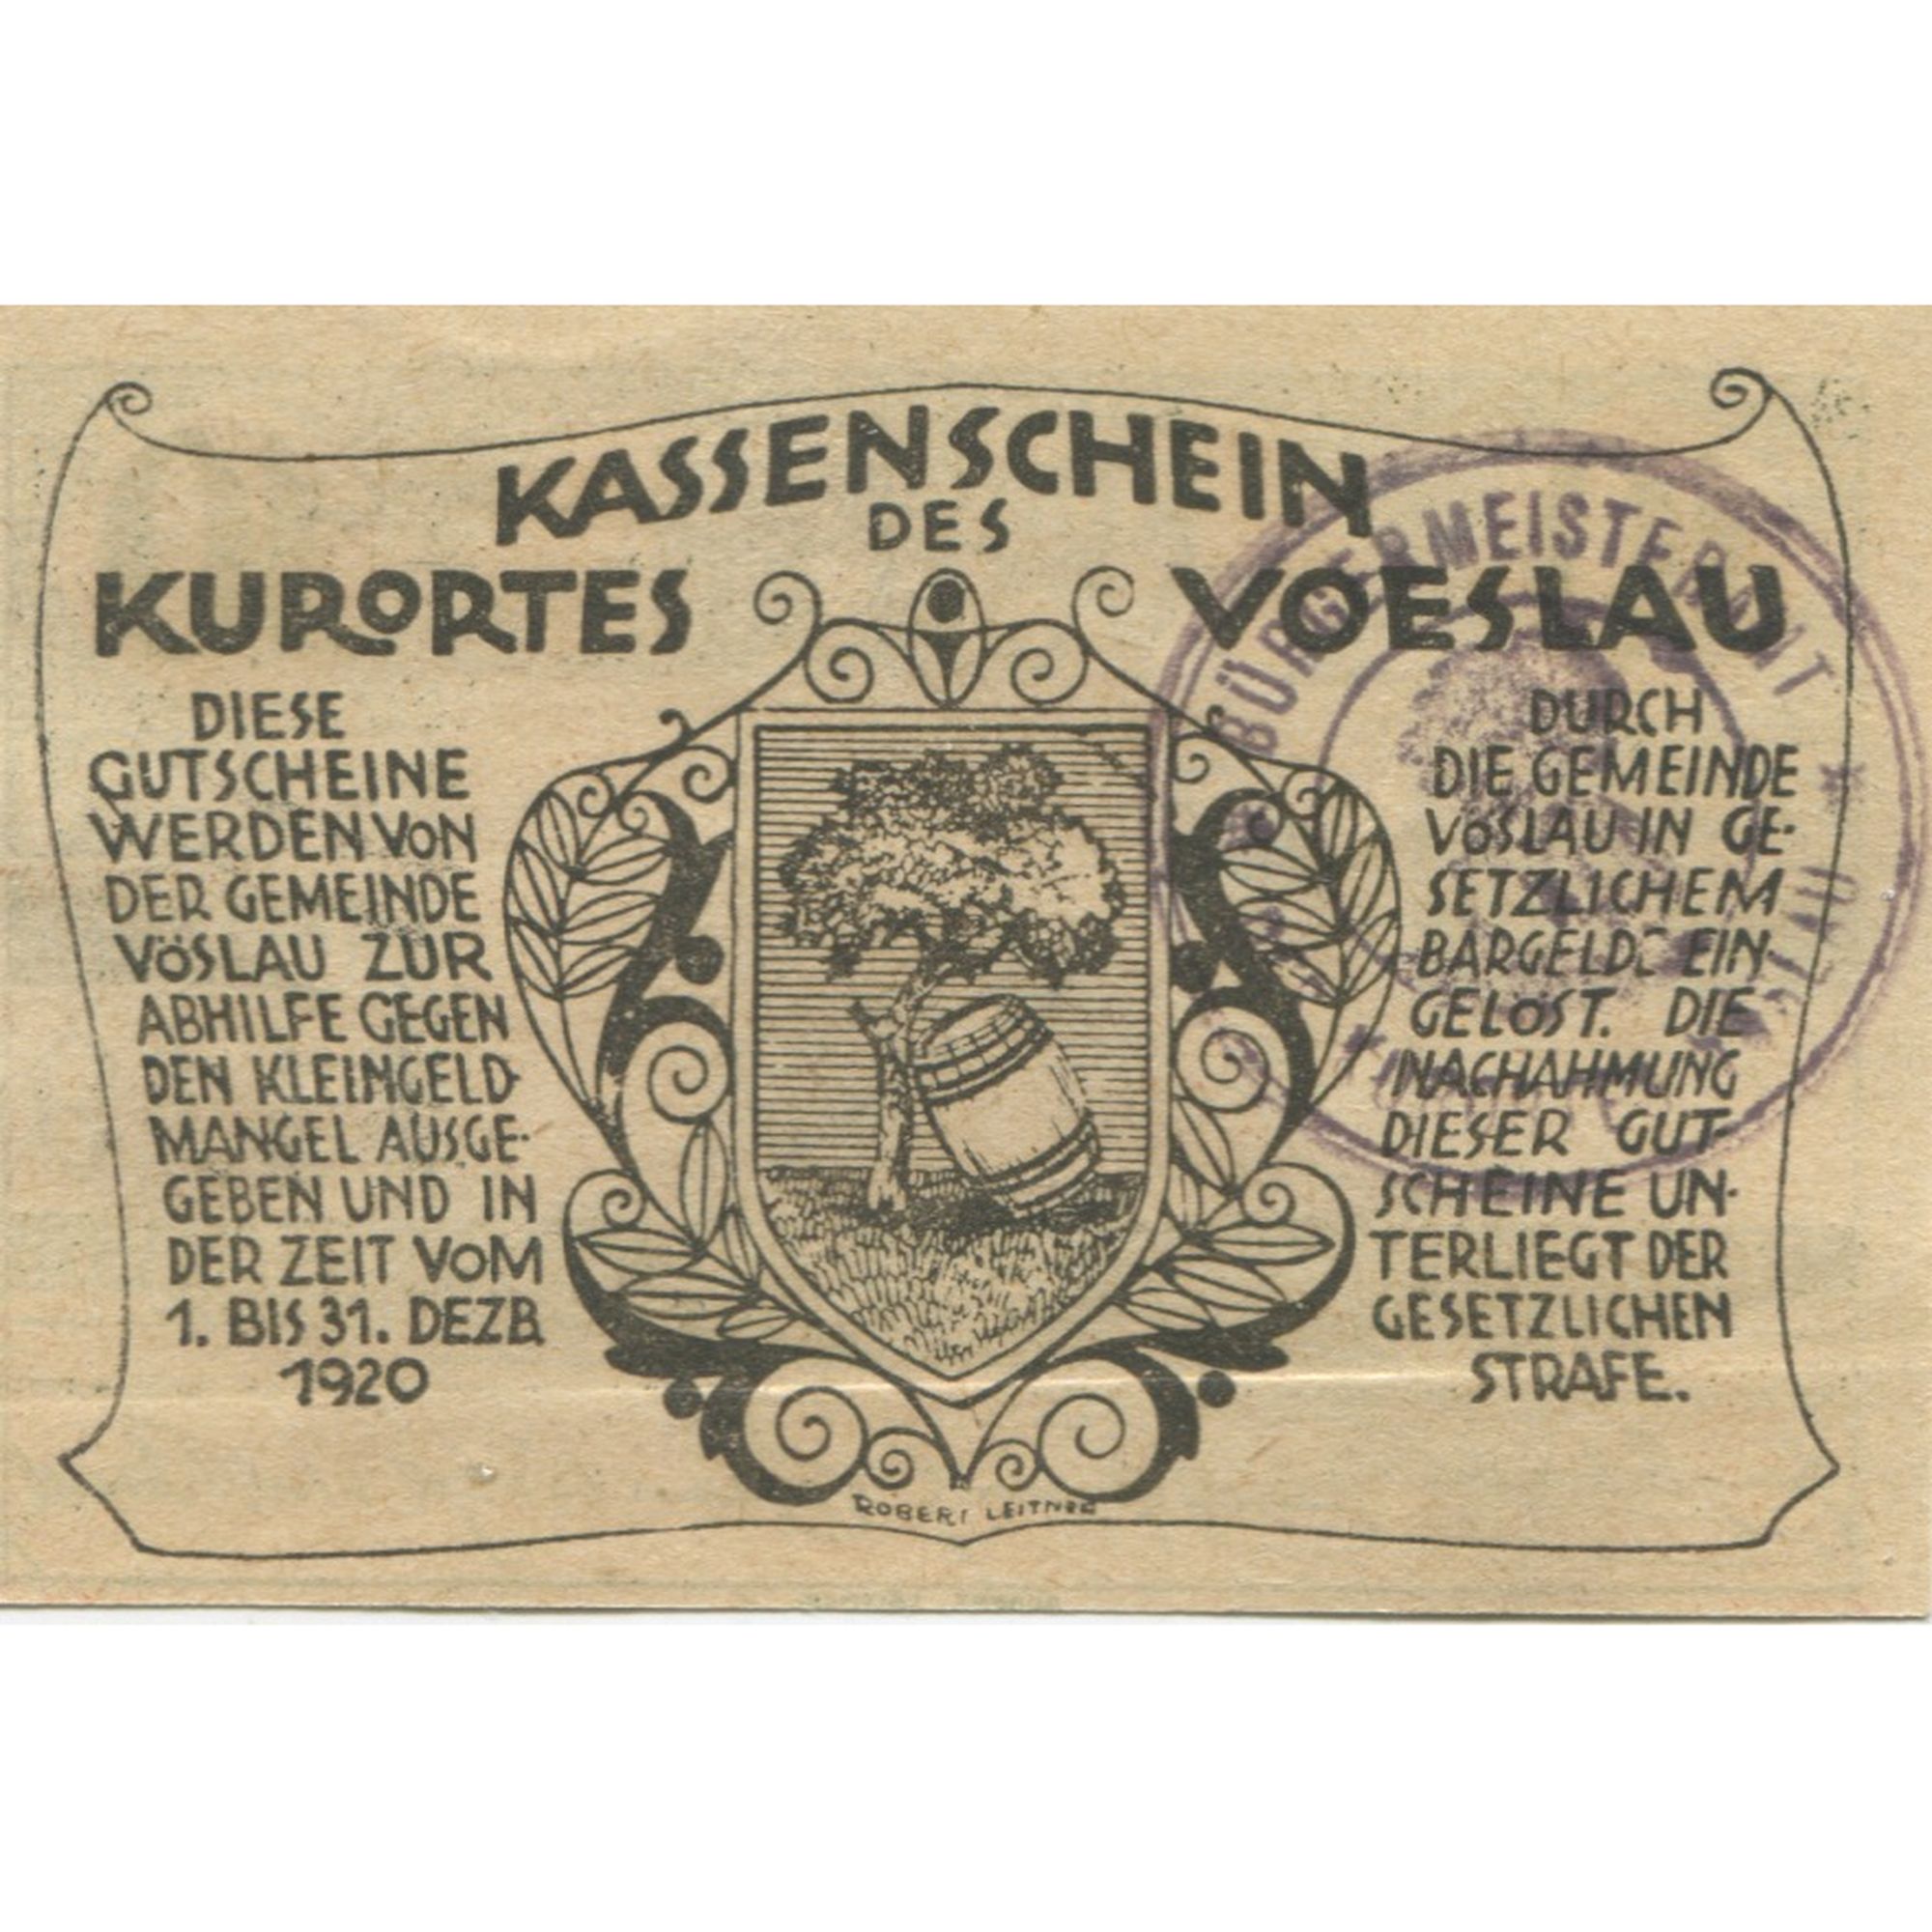 KASSENSCHEIN
DES
KURORTES VOESLAU
DIESE
GUTSCHEINE
WERDEN VON
DER GEMEINDE
VÖSLAU ZUR
ABHILFE GEGEN
DEN KLEINGELD-
MANGEL AUSGE-
GEBEN UND IN
DER ZEIT VOM
1. BIS 31. DEZB
1920
DURCH
DIE GEMEINDE
VÖSLAU IN GE-
SETZLICHEM
BARGELDE EIN-
GELÖST. DIE
NACHAHMUNG
DIESER GUT-
SCHEINE UN-
TERLIEGT DER
GESETZLICHEN
STRAFE.
ROBERT LEITNER
BÜRGERMEISTERAMT